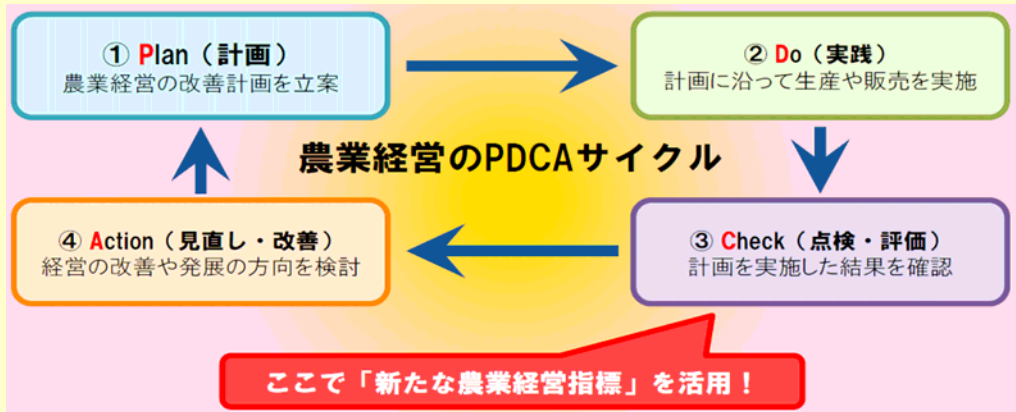 ① Plan（計画）
農業経営の改善計画を立案
② Do（実践）
計画に沿って生産や販売を実施
農業経営のPDCAサイクル
④ Action（見直し・改善）
経営の改善や発展の方向を検討
③ Check（点検・評価）
計画を実施した結果を確認
ここで「新たな農業経営指標」を活用！